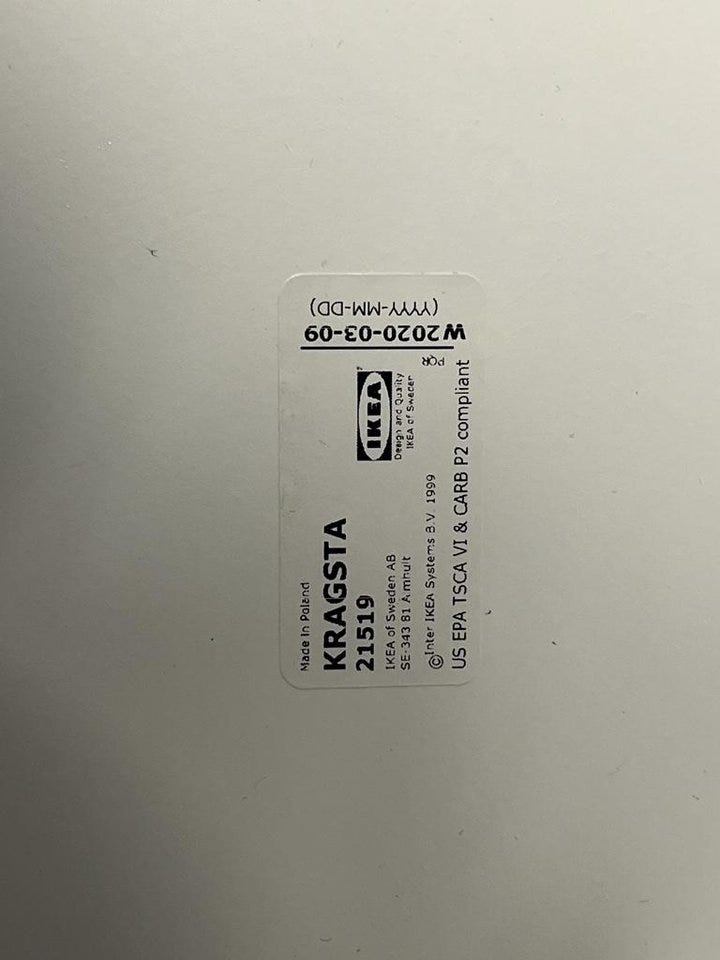 Made in Poland
KRAGSTA
21519
IKEA of Sweden AB
SE-343 81 Älmhult
© Inter IKEA Systems B.V. 1999
US EPA TSCA VI & CARB P2 compliant
IKEA®
Design and Quality
IKEA of Sweden
W2020-03-09
(YYYY-MM-DD)